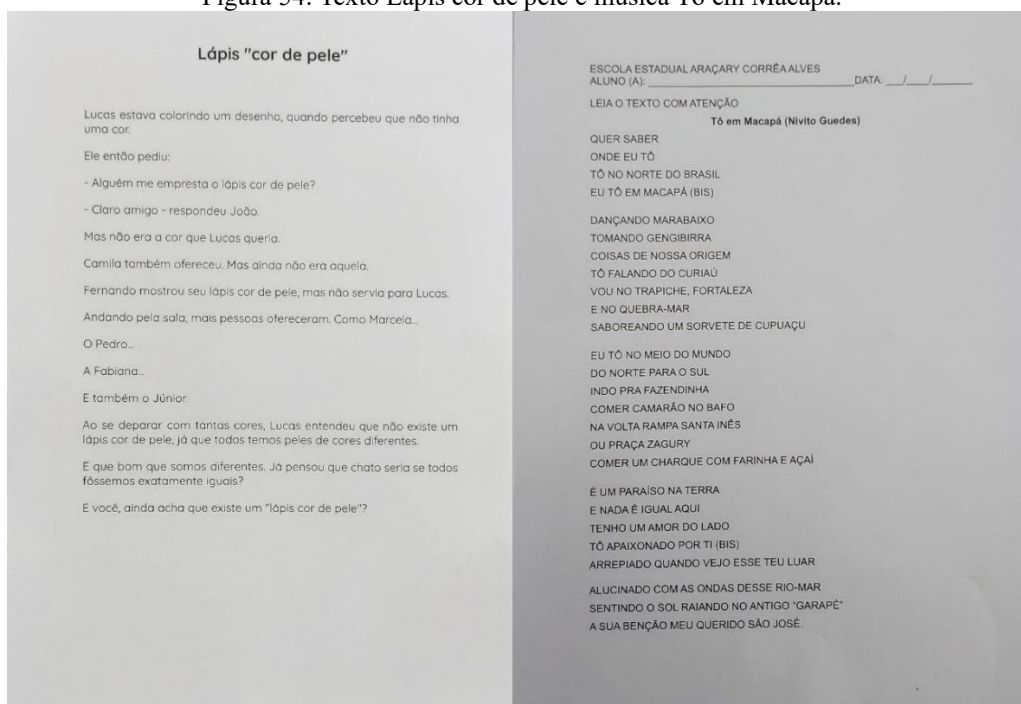 Figura 54: Texto Lápis cor de pele e música Tô em Macapá.
Lápis "cor de pele"
Lucas estava colorindo um desenho, quando percebeu que não tinha
uma cor.
Ele então pediu:
- Alguém me empresta o lápis cor de pele?
- Claro amigo - respondeu João.
Mas não era a cor que Lucas queria.
Camila também ofereceu. Mas ainda não era aquela.
Fernando mostrou seu lápis cor de pele, mas não servia para Lucas.
Andando pela sala, mais pessoas ofereceram. Como Marcela...
O Pedro...
A Fabiana...
E também o Júnior.
Ao se deparar com tantas cores, Lucas entendeu que não existe um
lápis cor de pele, já que todos temos peles de cores diferentes.
E que bom que somos diferentes. Já pensou que chato seria se todos
fôssemos exatamente iguais?
E você, ainda acha que existe um "lápis cor de pele"?
ESCOLA ESTADUAL ARAÇARY CORRÊA ALVES
ALUNO (A): ______________________________DATA: ___/___/______
LEIA O TEXTO COM ATENÇÃO
Tô em Macapá (Nivito Guedes)
QUER SABER
ONDE EU TÔ
TÔ NO NORTE DO BRASIL
EU TÔ EM MACAPÁ (BIS)
DANÇANDO MARABAIXO
TOMANDO GENGIBIRRA
COISAS DE NOSSA ORIGEM
TÔ FALANDO DO CURIAÚ
VOU NO TRAPICHE, FORTALEZA
E NO QUEBRA-MAR
SABOREANDO UM SORVETE DE CUPUAÇU
EU TÔ NO MEIO DO MUNDO
DO NORTE PARA O SUL
INDO PRA FAZENDINHA
COMER CAMARÃO NO BAFO
NA VOLTA RAMPA SANTA INÊS
OU PRAÇA ZAGURY
COMER UM CHARQUE COM FARINHA E AÇAÍ
É UM PARAÍSO NA TERRA
E NADA É IGUAL AQUI
TENHO UM AMOR DO LADO
TÔ APAIXONADO POR TI (BIS)
ARREPIADO QUANDO VEJO ESSE TEU LUAR
ALUCINADO COM AS ONDAS DESSE RIO-MAR
SENTINDO O SOL RAIANDO NO ANTIGO "GARAPÉ"
A SUA BENÇÃO MEU QUERIDO SÃO JOSÉ.